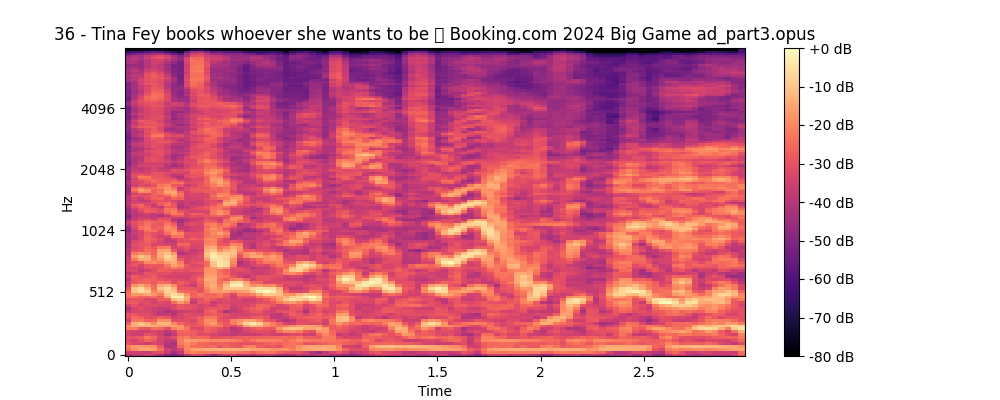 36 - Tina Fey books whoever she wants to be ▯ Booking.com 2024 Big Game ad_part3.opus
+0 dB
-10 dB
-20 dB
-30 dB
-40 dB
-50 dB
-60 dB
-70 dB
-80 dB
4096
2048
1024
512
0
Hz
0
0.5
1
1.5
2
2.5
Time